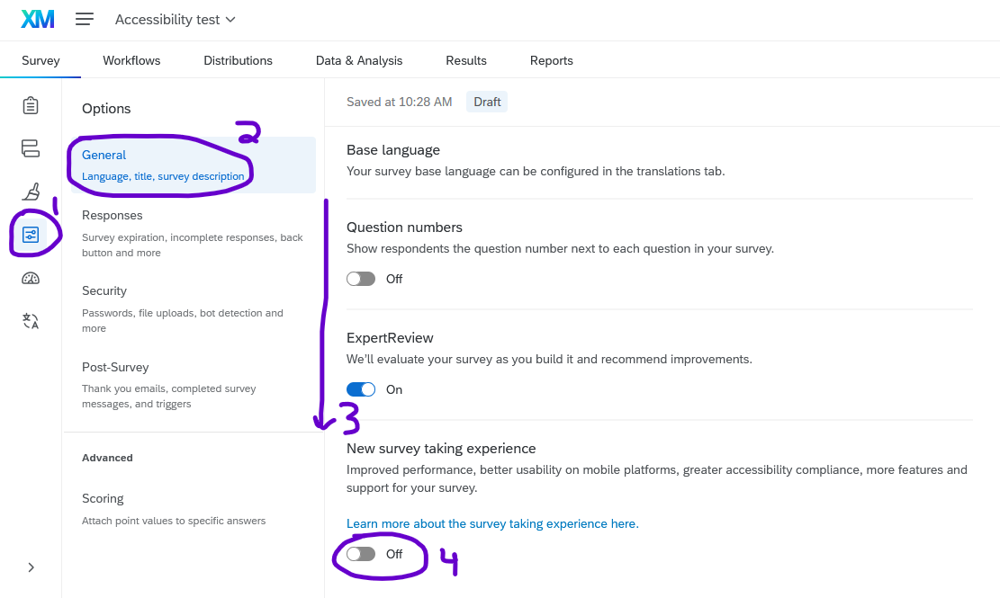 XM Accessibility test
Survey Workflows Distributions Data & Analysis Results Reports
Options
General
Language, title, survey description
Responses
Survey expiration, incomplete responses, back
button and more
Security
Passwords, file uploads, bot detection and
more
Post-Survey
Thank you emails, completed survey
messages, and triggers
Advanced
Scoring
Attach point values to specific answers
1
2
3
4
Saved at 10:28 AM Draft
Base language
Your survey base language can be configured in the translations tab.
Question numbers
Show respondents the question number next to each question in your survey.
Off
ExpertReview
We’ll evaluate your survey as you build it and recommend improvements.
On
New survey taking experience
Improved performance, better usability on mobile platforms, greater accessibility compliance, more features and
support for your survey.
Learn more about the survey taking experience here.
Off